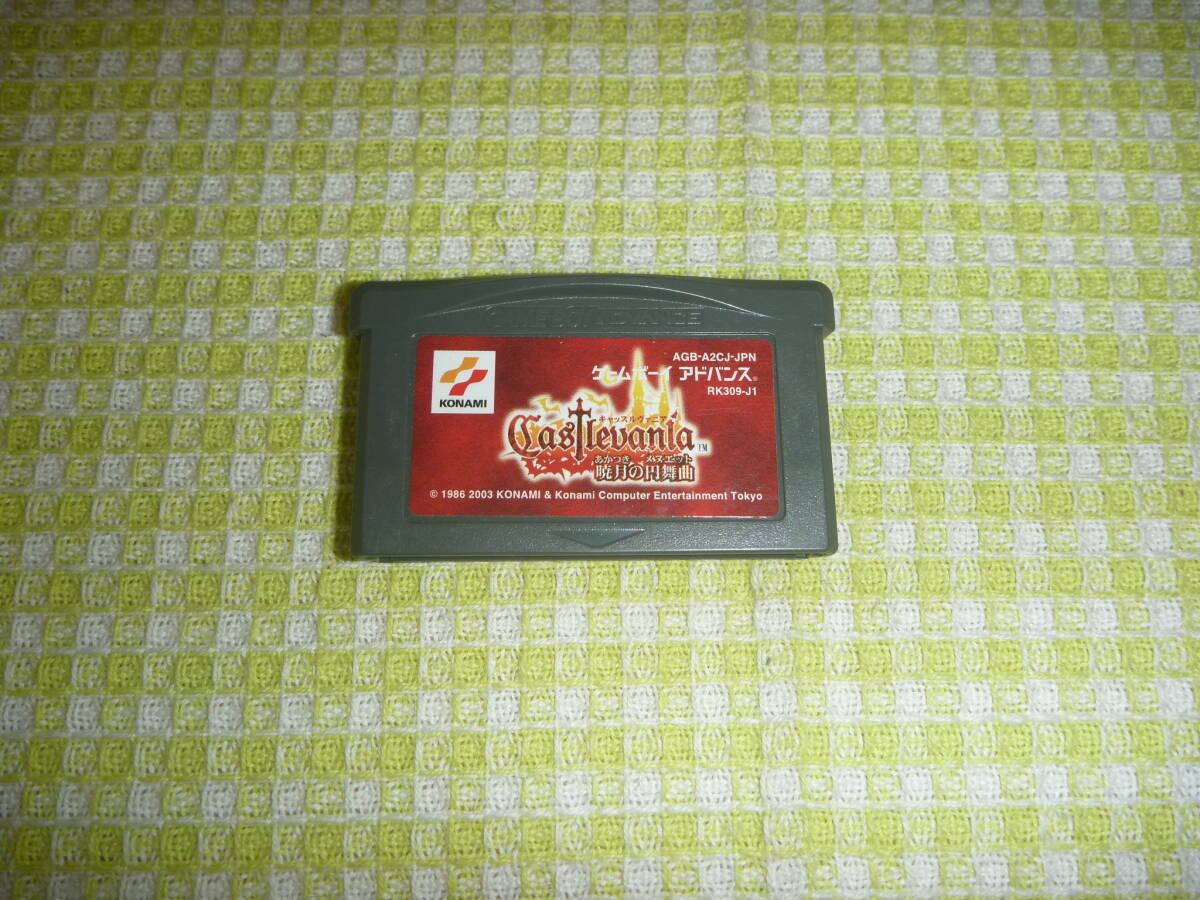 GAME BOY ADVANCE
KONAMI
AGB-A2CJ-JPN
ゲームボーイ アドバンス®
RK309-J1
キャッスルヴァニア
Castlevania™
あかつき メヌエット
暁月の円舞曲
© 1986 2003 KONAMI & Konami Computer Entertainment Tokyo